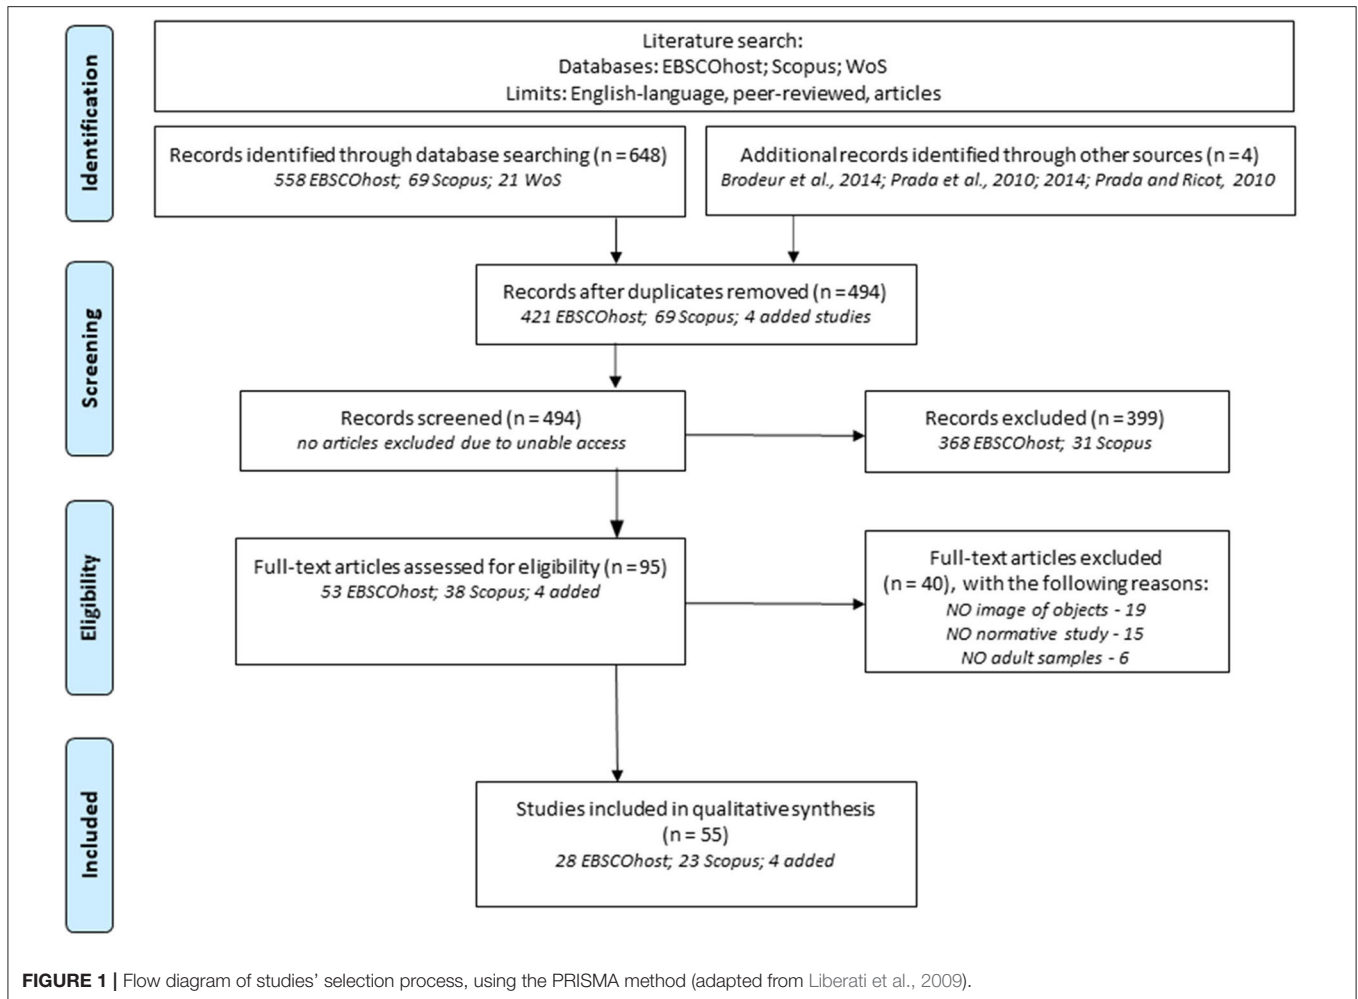 Identification
Literature search:
Databases: EBSCOhost; Scopus; WoS
Limits: English-language, peer-reviewed, articles
Records identified through database searching (n = 648)
558 EBSCOhost; 69 Scopus; 21 WoS
Additional records identified through other sources (n = 4)
Brodeur et al., 2014; Prada et al., 2010; 2014; Prada and Ricot, 2010
Screening
Records after duplicates removed (n = 494)
421 EBSCOhost; 69 Scopus; 4 added studies
Records screened (n = 494)
no articles excluded due to unable access
Records excluded (n = 399)
368 EBSCOhost; 31 Scopus
Eligibility
Full-text articles assessed for eligibility (n = 95)
53 EBSCOhost; 38 Scopus; 4 added
Full-text articles excluded
(n = 40), with the following reasons:
NO image of objects - 19
NO normative study - 15
NO adult samples - 6
Included
Studies included in qualitative synthesis
(n = 55)
28 EBSCOhost; 23 Scopus; 4 added
FIGURE 1 | Flow diagram of studies' selection process, using the PRISMA method (adapted from Liberati et al., 2009).